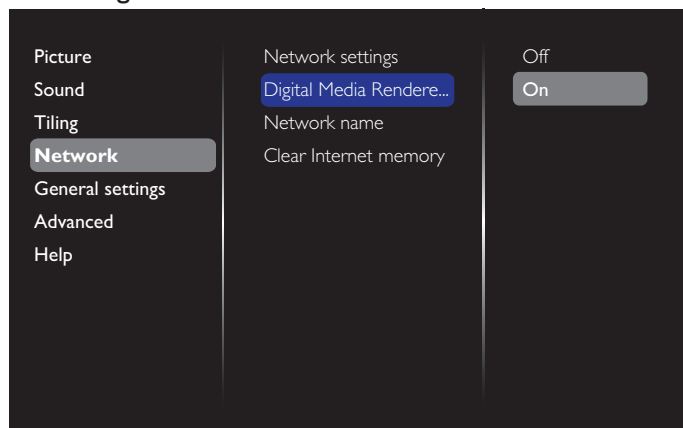 Picture
Sound
Tiling
Network
General settings
Advanced
Help
Network settings
Digital Media Rendere...
Network name
Clear Internet memory
Off
On